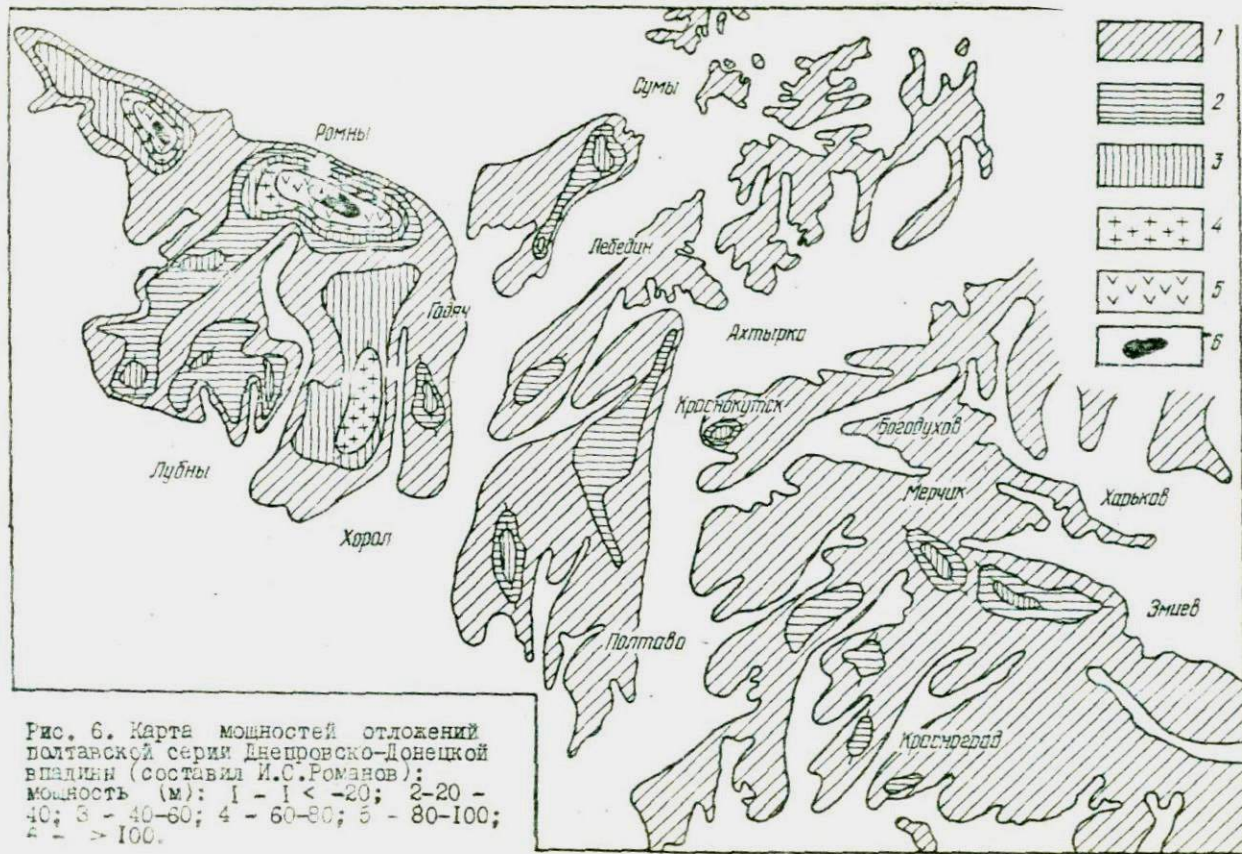 Сумы
Ромны
Лебедин
Гадяч
Ахтырка
Краснокутск
Богодухов
Лубны
Мерчик
Харьков
Хорол
Змиев
Полтава
Красноград
1
2
3
4
5
6
Рис. 6. Карта мощностей отложений
полтавской серии Днепровско-Донецкой
впадины (составил И.С.Романов):
мощность (м): I - I < -20; 2-20 -
40; 3 - 40-60; 4 - 60-80; 5 - 80-100;
- > 100.